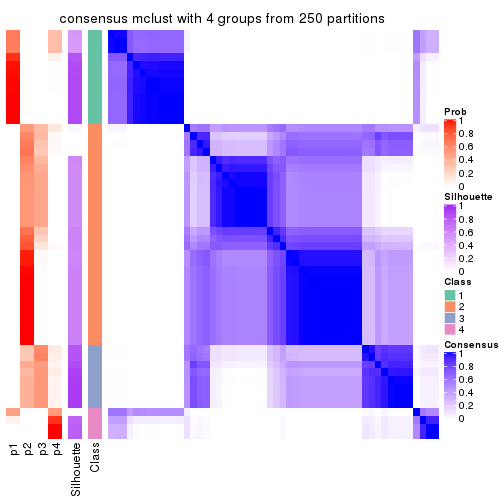 consensus mclust with 4 groups from 250 partitions
Prob
1
0.8
0.6
0.4
0.2
0
Silhouette
1
0.8
0.6
0.4
0.2
0
Class
1
2
3
4
Consensus
1
0.8
0.6
0.4
0.2
0
p1
p2
p3
p4
Silhouette
Class